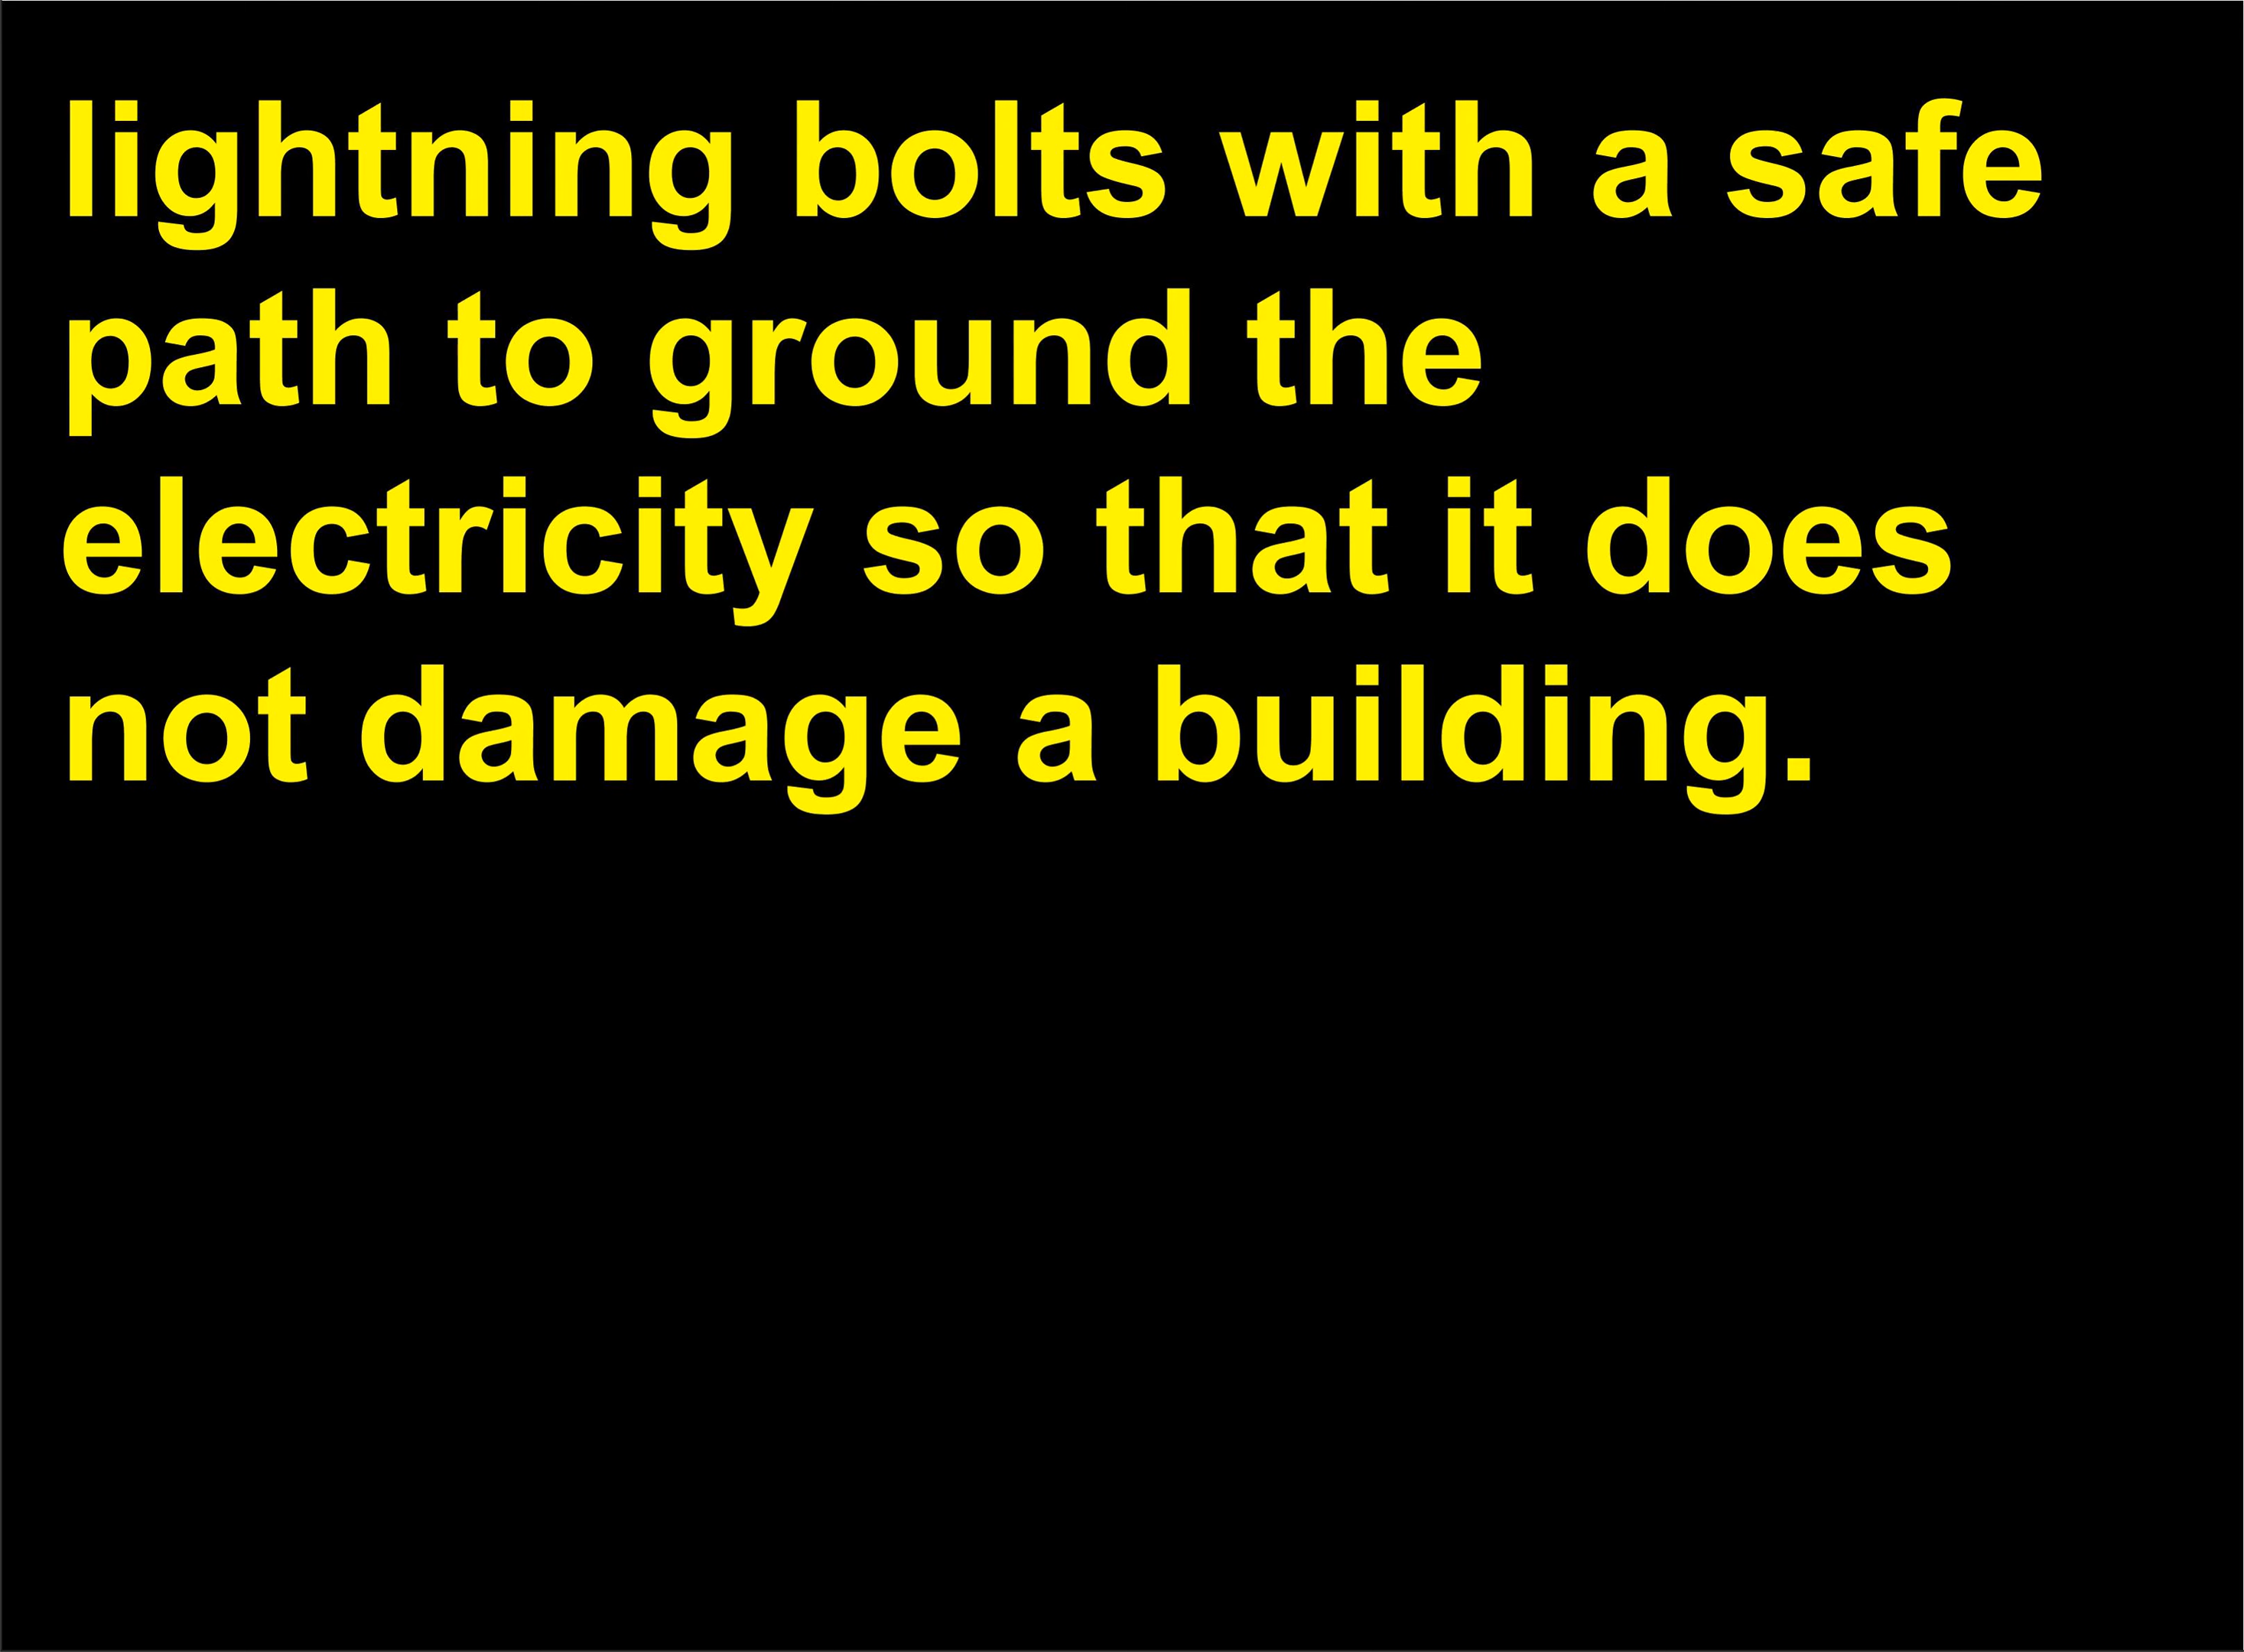 lightning bolts with a safe
path to ground the
electricity so that it does
not damage a building.